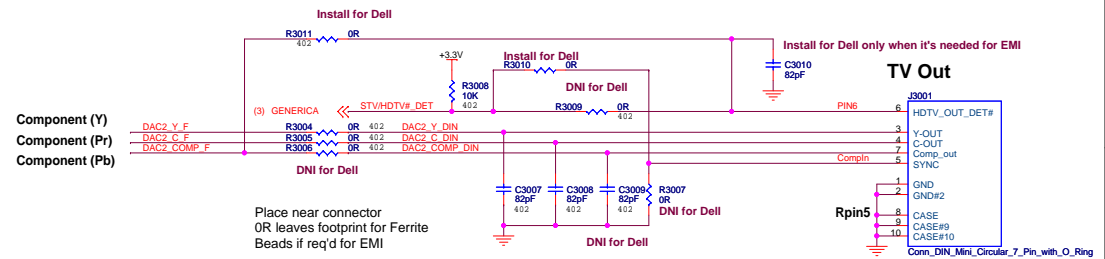 Install for Dell
R3011
0R
402
+3.3V
Install for Dell
R3010
0R
Install for Dell only when it's needed for EMI
C3010
82pF
TV Out
R3008
10K
402
DNI for Dell
J3001
(3) GENERICA
STV/HDTV#_DET
R3009
0R
402
PIN6
6
HDTV_OUT_DET#
Component (Y)
DAC2_Y_F
R3004
0R
402
DAC2_Y_DIN
3
Y-OUT
Component (Pr)
DAC2_C_F
R3005
0R
402
DAC2_C_DIN
4
C-OUT
Component (Pb)
DAC2_COMP_F
R3006
0R
402
DAC2_COMP_DIN
7
Comp_out
CompIn
5
SYNC
DNI for Dell
1
GND
2
GND#2
C3007
82pF
402
C3008
82pF
402
C3009
82pF
402
R3007
0R
DNI for Dell
Rpin5
8
CASE
9
CASE#9
10
CASE#10
Place near connector
0R leaves footprint for Ferrite
Beads if req'd for EMI
DNI for Dell
Conn_DIN_Mini_Circular_7_Pin_with_O_Ring